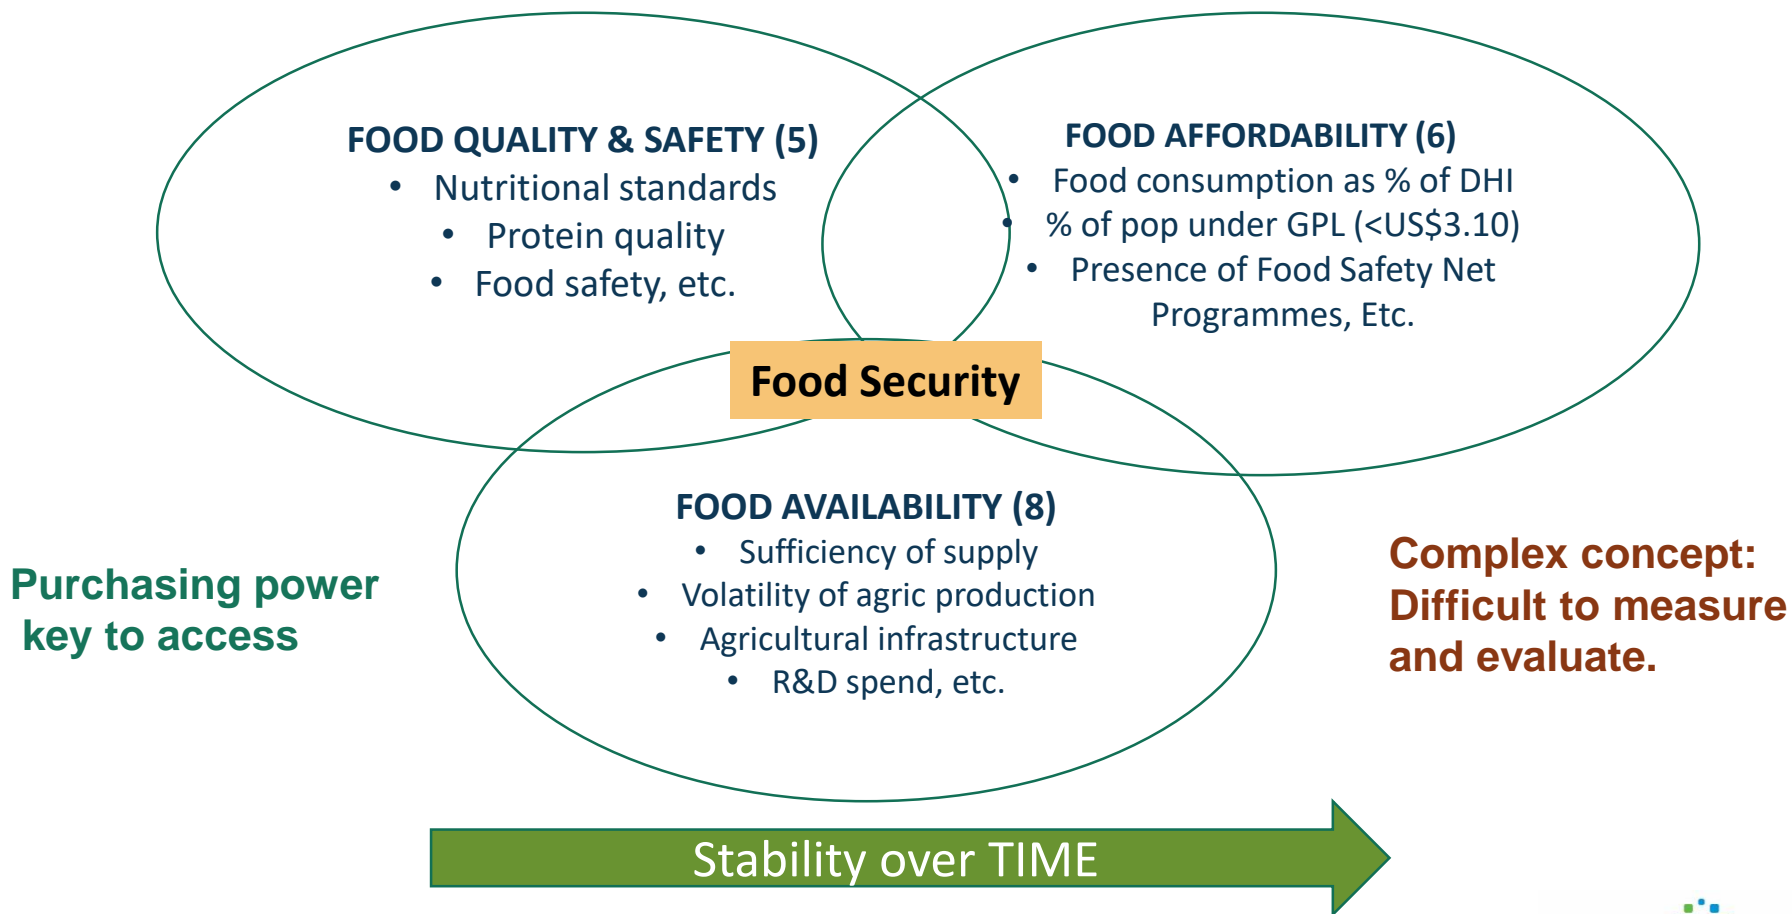 FOOD QUALITY & SAFETY (5)
• Nutritional standards
• Protein quality
• Food safety, etc.
FOOD AFFORDABILITY (6)
• Food consumption as % of DHI
• % of pop under GPL (<US$3.10)
• Presence of Food Safety Net
Programmes, Etc.
Food Security
FOOD AVAILABILITY (8)
• Sufficiency of supply
• Volatility of agric production
• Agricultural infrastructure
• R&D spend, etc.
Purchasing power
key to access
Complex concept:
Difficult to measure
and evaluate.
Stability over TIME